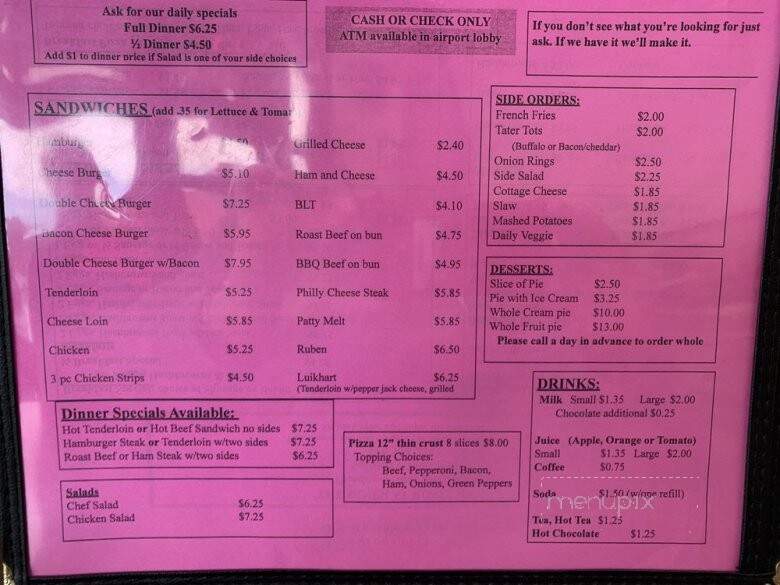 Ask for our daily specials
Full Dinner $6.25
½ Dinner $4.50
Add $1 to dinner price if Salad is one of your side choices
CASH OR CHECK ONLY
ATM available in airport lobby
If you don't see what you're looking for just
ask. If we have it we'll make it.
SANDWICHES (add .35 for Lettuce & Tomat
Hamburger
Cheese Burger $5.10
Double Cheese Burger $7.25
Bacon Cheese Burger $5.95
Double Cheese Burger w/Bacon $7.95
Tenderloin $5.25
Cheese Loin $5.85
Chicken $5.25
3 pc Chicken Strips $4.50
Grilled Cheese $2.40
Ham and Cheese $4.50
BLT $4.10
Roast Beef on bun $4.75
BBQ Beef on bun $4.95
Philly Cheese Steak $5.85
Patty Melt $5.85
Ruben $6.50
Luikhart $6.25
(Tenderloin w/pepper jack cheese, grilled
SIDE ORDERS:
French Fries $2.00
Tater Tots $2.00
(Buffalo or Bacon/cheddar)
Onion Rings $2.50
Side Salad $2.25
Cottage Cheese $1.85
Slaw $1.85
Mashed Potatoes $1.85
Daily Veggie $1.85
DESSERTS:
Slice of Pie $2.50
Pie with Ice Cream $3.25
Whole Cream pie $10.00
Whole Fruit pie $13.00
Please call a day in advance to order whole
Dinner Specials Available:
Hot Tenderloin or Hot Beef Sandwich no sides $7.25
Hamburger Steak or Tenderloin w/two sides $7.25
Roast Beef or Ham Steak w/two sides $6.25
Salads
Chef Salad $6.25
Chicken Salad $7.25
Pizza 12" thin crust 8 slices $8.00
Topping Choices:
Beef, Pepperoni, Bacon,
Ham, Onions, Green Peppers
DRINKS:
Milk Small $1.35 Large $2.00
Chocolate additional $0.25
Juice (Apple, Orange or Tomato)
Small $1.35 Large $2.00
Coffee $0.75
Soda $1.50 (w/one refill)
menupix
Tea, Hot Tea $1.25
Hot Chocolate $1.25